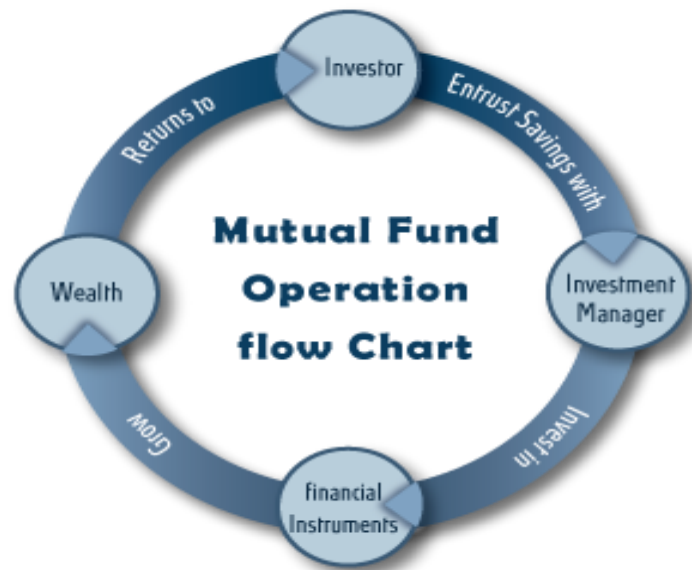 Investor
Entrust Savings with
Investment
Manager
Invest in
financial
Instruments
Grow
Wealth
Returns to
Mutual Fund
Operation
flow Chart